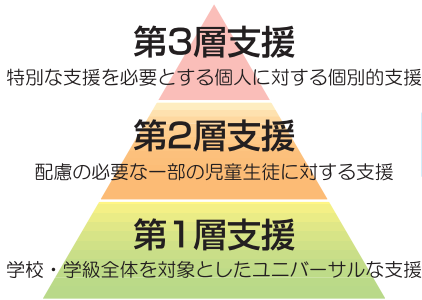 第3層支援
特別な支援を必要とする個人に対する個別的支援
第2層支援
配慮の必要な一部の児童生徒に対する支援
第1層支援
学校・学級全体を対象としたユニバーサルな支援